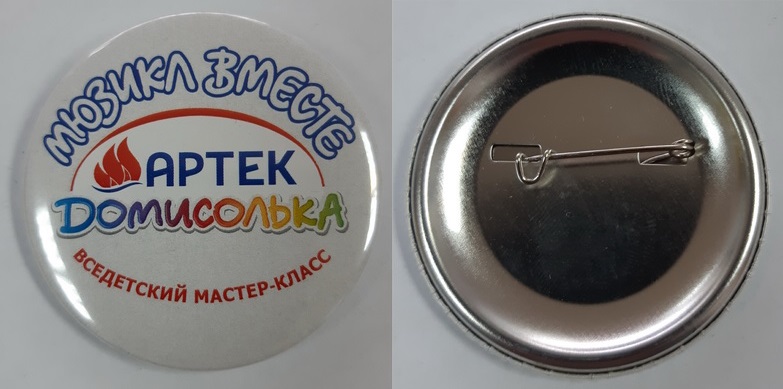 МЮЗИКЛ ВМЕСТЕ
АРТЕК
ДОМИСОЛЬКА
ВСЕДЕТСКИЙ МАСТЕР-КЛАСС